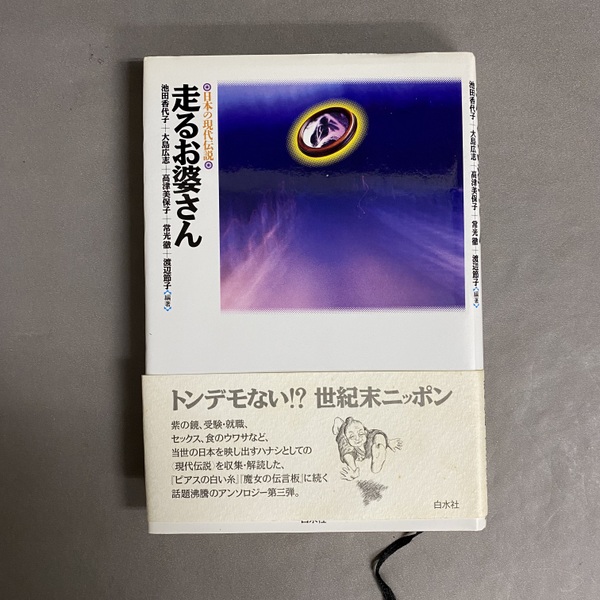 日本の現代伝説
走るお婆さん
池田香代子+大島広志+高津美保子+常光徹+渡辺節子●編著
池田香代子+大島広志+高津美保子+常光徹+渡辺節子●編著
トンデモない!? 世紀末ニッポン
紫の鏡、受験・就職、
セックス、食のウワサなど、
当世の日本を映し出すハナシとしての
「現代伝説」を収集・解読した、
『ピアスの白い糸』『魔女の伝言板』に続く
話題沸騰のアンソロジー第三弾。
白水社